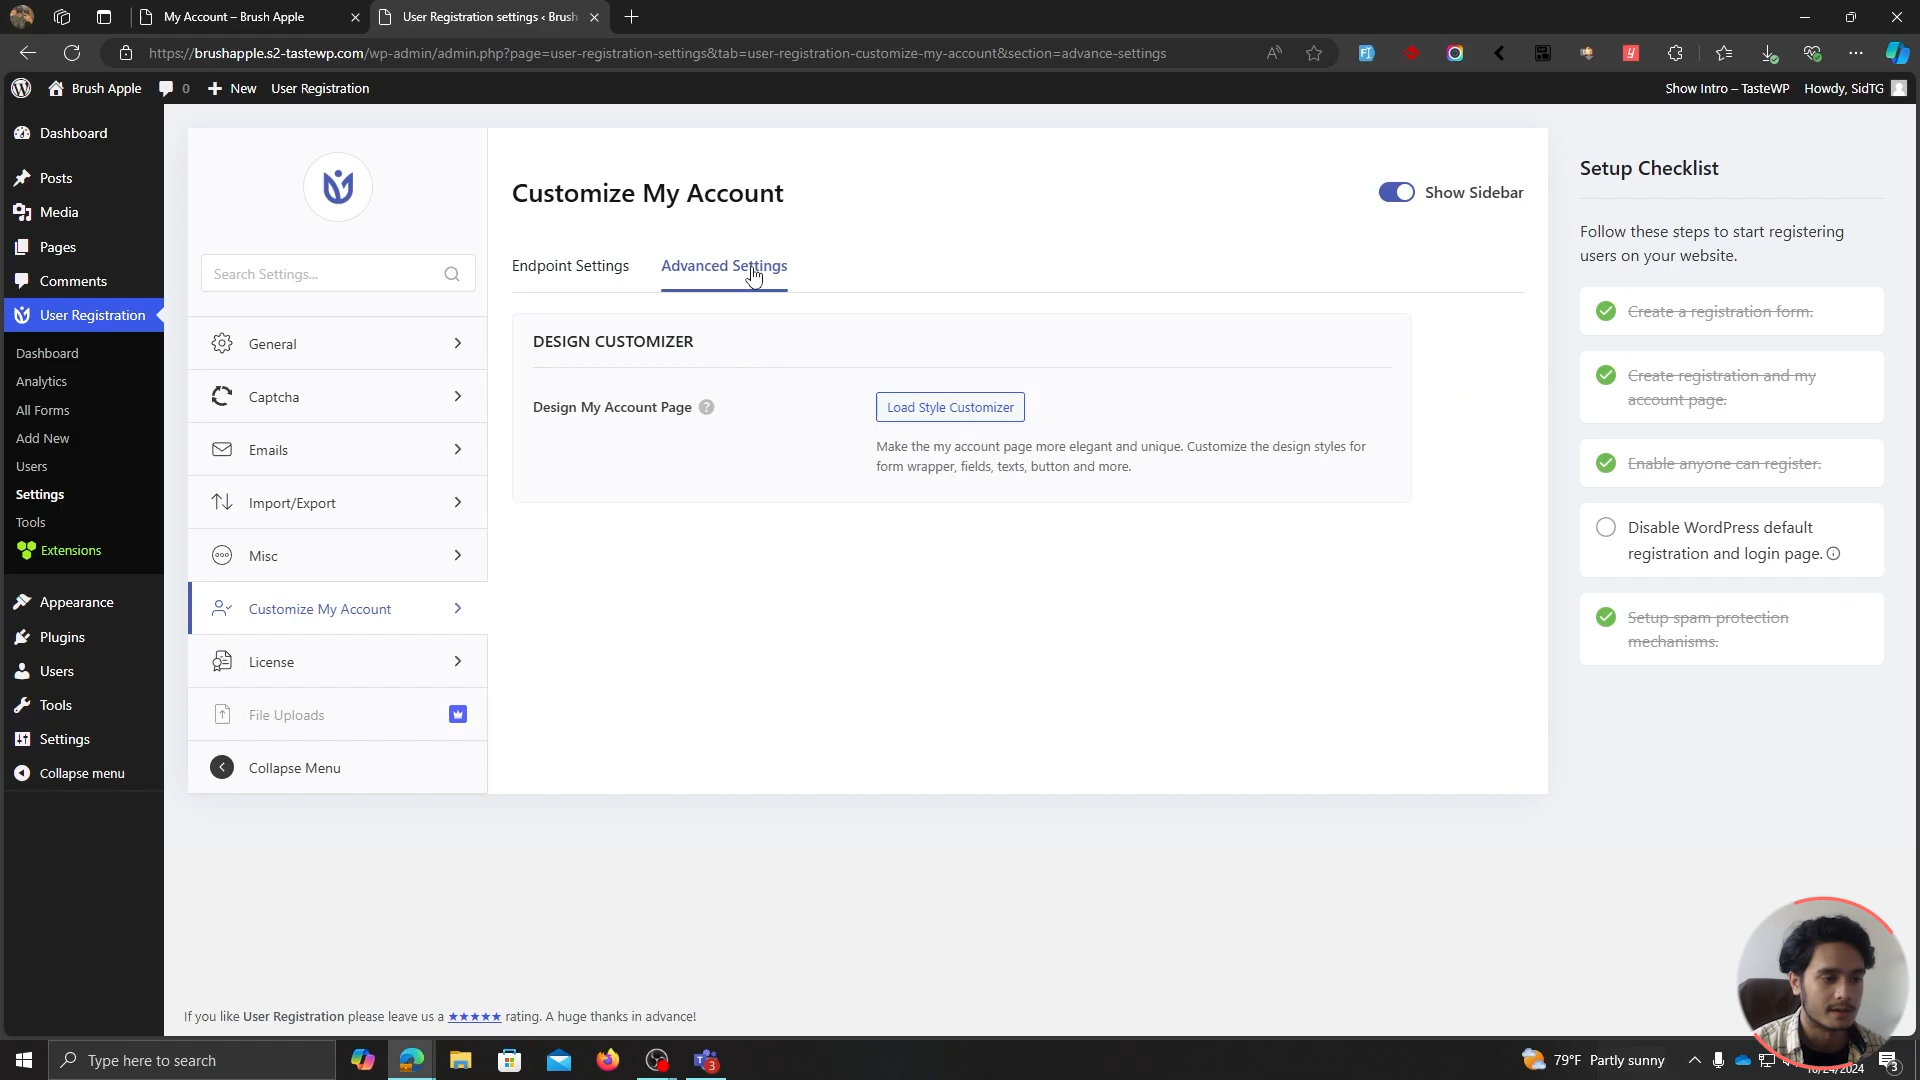 My Account – Brush Apple
User Registration settings ‹ Brush
https://brushapple.s2-tastewp.com/wp-admin/admin.php?page=user-registration-settings&tab=user-registration-customize-my-account&section=advance-settings
Brush Apple
0
New
User Registration
Show Intro – TasteWP
Howdy, SidTG
Dashboard
Posts
Media
Pages
Comments
User Registration
Dashboard
Analytics
All Forms
Add New
Users
Settings
Tools
Extensions
Appearance
Plugins
Users
Tools
Settings
Collapse menu
Search Settings...
General
Captcha
Emails
Import/Export
Misc
Customize My Account
License
File Uploads
Collapse Menu
Customize My Account
Show Sidebar
Endpoint Settings
Advanced Settings
DESIGN CUSTOMIZER
Design My Account Page ?
Load Style Customizer
Make the my account page more elegant and unique. Customize the design styles for
form wrapper, fields, texts, button and more.
Setup Checklist
Follow these steps to start registering
users on your website.
Create a registration form.
Create registration and my
account page.
Enable anyone can register.
Disable WordPress default
registration and login page.
Setup spam protection
mechanisms.
If you like User Registration please leave us a ★★★★★ rating. A huge thanks in advance!
Type here to search
3
79°F Partly sunny
3